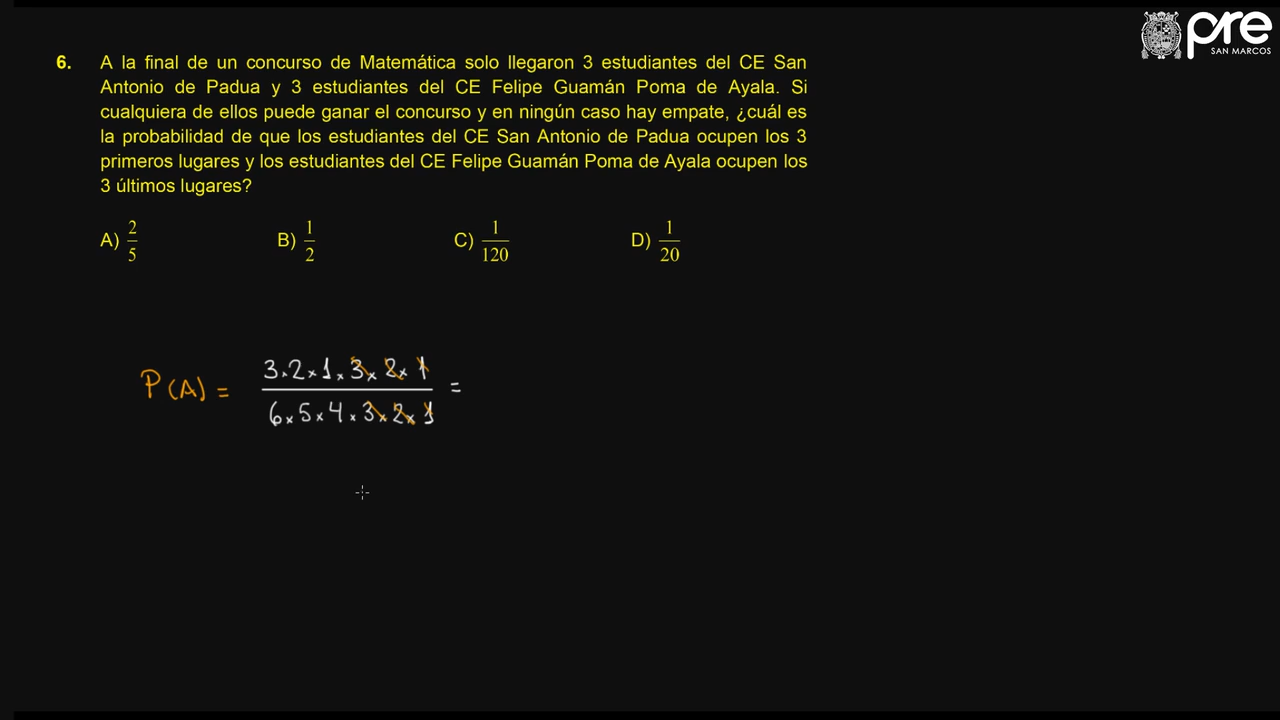 pre
SAN MARCOS
6. A la final de un concurso de Matemática solo llegaron 3 estudiantes del CE San
Antonio de Padua y 3 estudiantes del CE Felipe Guamán Poma de Ayala. Si
cualquiera de ellos puede ganar el concurso y en ningún caso hay empate, ¿cuál es
la probabilidad de que los estudiantes del CE San Antonio de Padua ocupen los 3
primeros lugares y los estudiantes del CE Felipe Guamán Poma de Ayala ocupen los
3 últimos lugares?
A) 2/5 B) 1/2 C) 1/120 D) 1/20
P(A) = 3.2×1×3×2×1 / 6×5×4×3×2×1 =